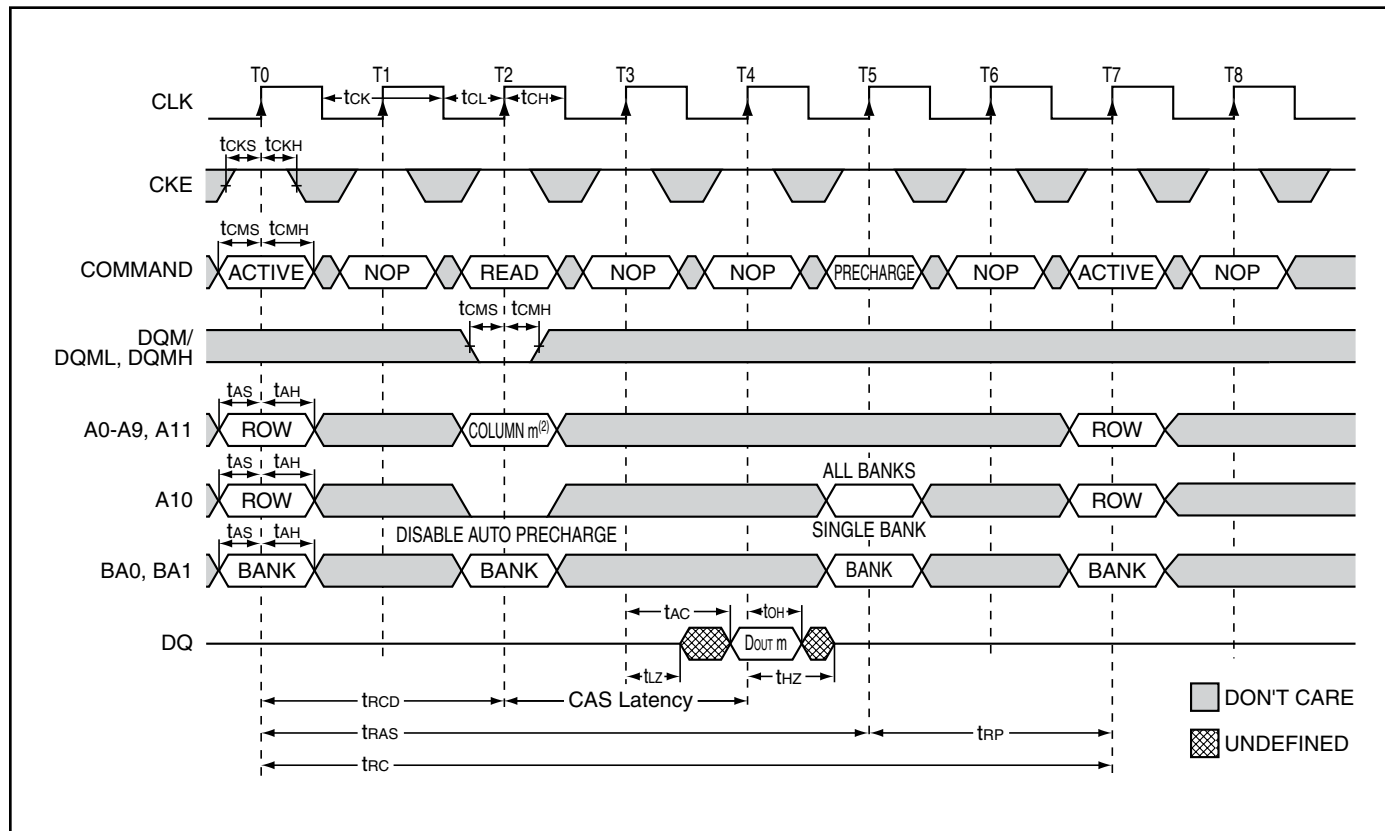 T0 T1 T2 T3 T4 T5 T6 T7 T8
CLK
tCK tCL tCH
tCKS tCKH
CKE
tCMS tCMH
COMMAND ACTIVE NOP READ NOP NOP PRECHARGE NOP ACTIVE NOP
tCMS tCMH
DQM/
DQML, DQMH
tAS tAH
A0-A9, A11 ROW COLUMN m(2) ROW
tAS tAH
ALL BANKS
A10 ROW ROW
DISABLE AUTO PRECHARGE SINGLE BANK
tAS tAH
BA0, BA1 BANK BANK BANK BANK
tAC tOH
DQ DOUT m
tLZ tHZ
tRCD CAS Latency
tRAS tRP
tRC
DON'T CARE
UNDEFINED